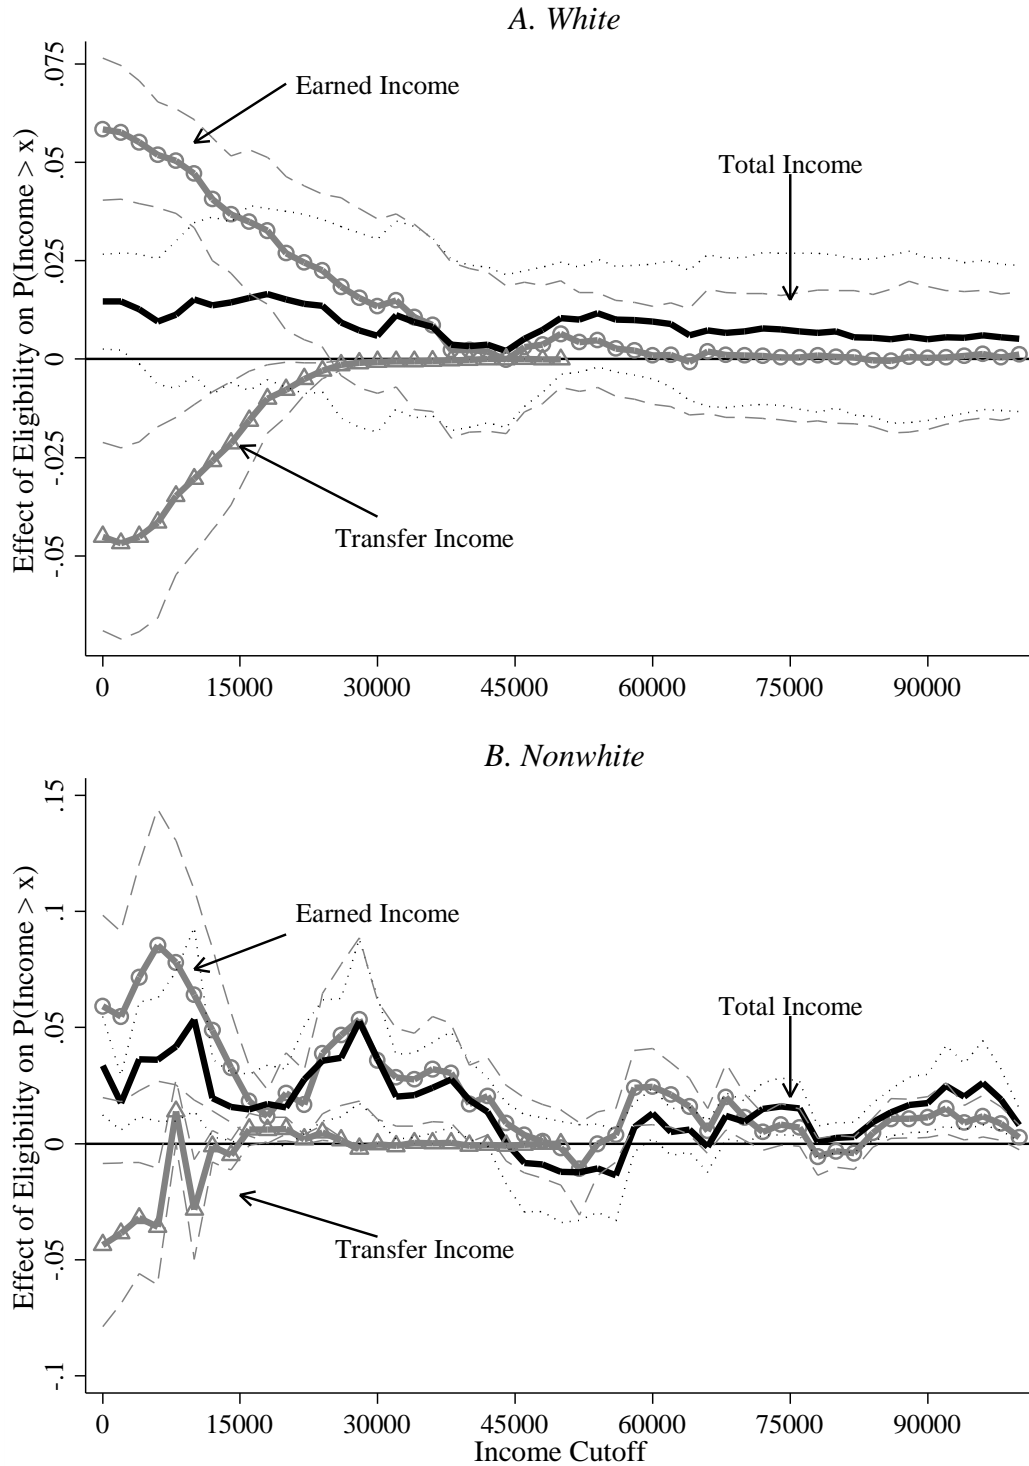 A. White
Effect of Eligibility on P(Income > x)
.075
.05
.025
0
-.025
-.05
Earned Income
Total Income
Transfer Income
0 15000 30000 45000 60000 75000 90000
B. Nonwhite
Effect of Eligibility on P(Income > x)
.15
.1
.05
0
-.05
-.1
Earned Income
Total Income
Transfer Income
0 15000 30000 45000 60000 75000 90000
Income Cutoff